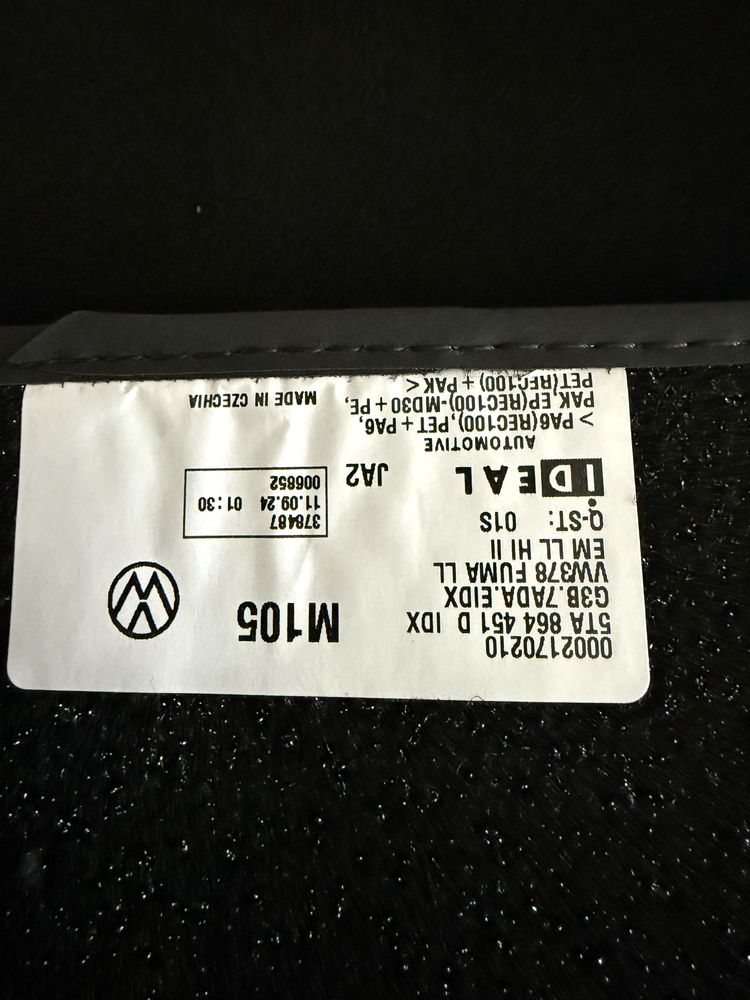 0002170210
5TA 864 451 D IDX
G3B.7ADA.EIDX
VW378 FUMA LL
EM LL HI II
Q-ST: 01S
M105
378487
11.09.24 01:30
006852
iDEAL
AUTOMOTIVE
JA2
> PA6(REC100), PET + PA6,
PAK, EP(REC100)-MD30 + PE,
PET(REC100) + PAK <
MADE IN CZECHIA